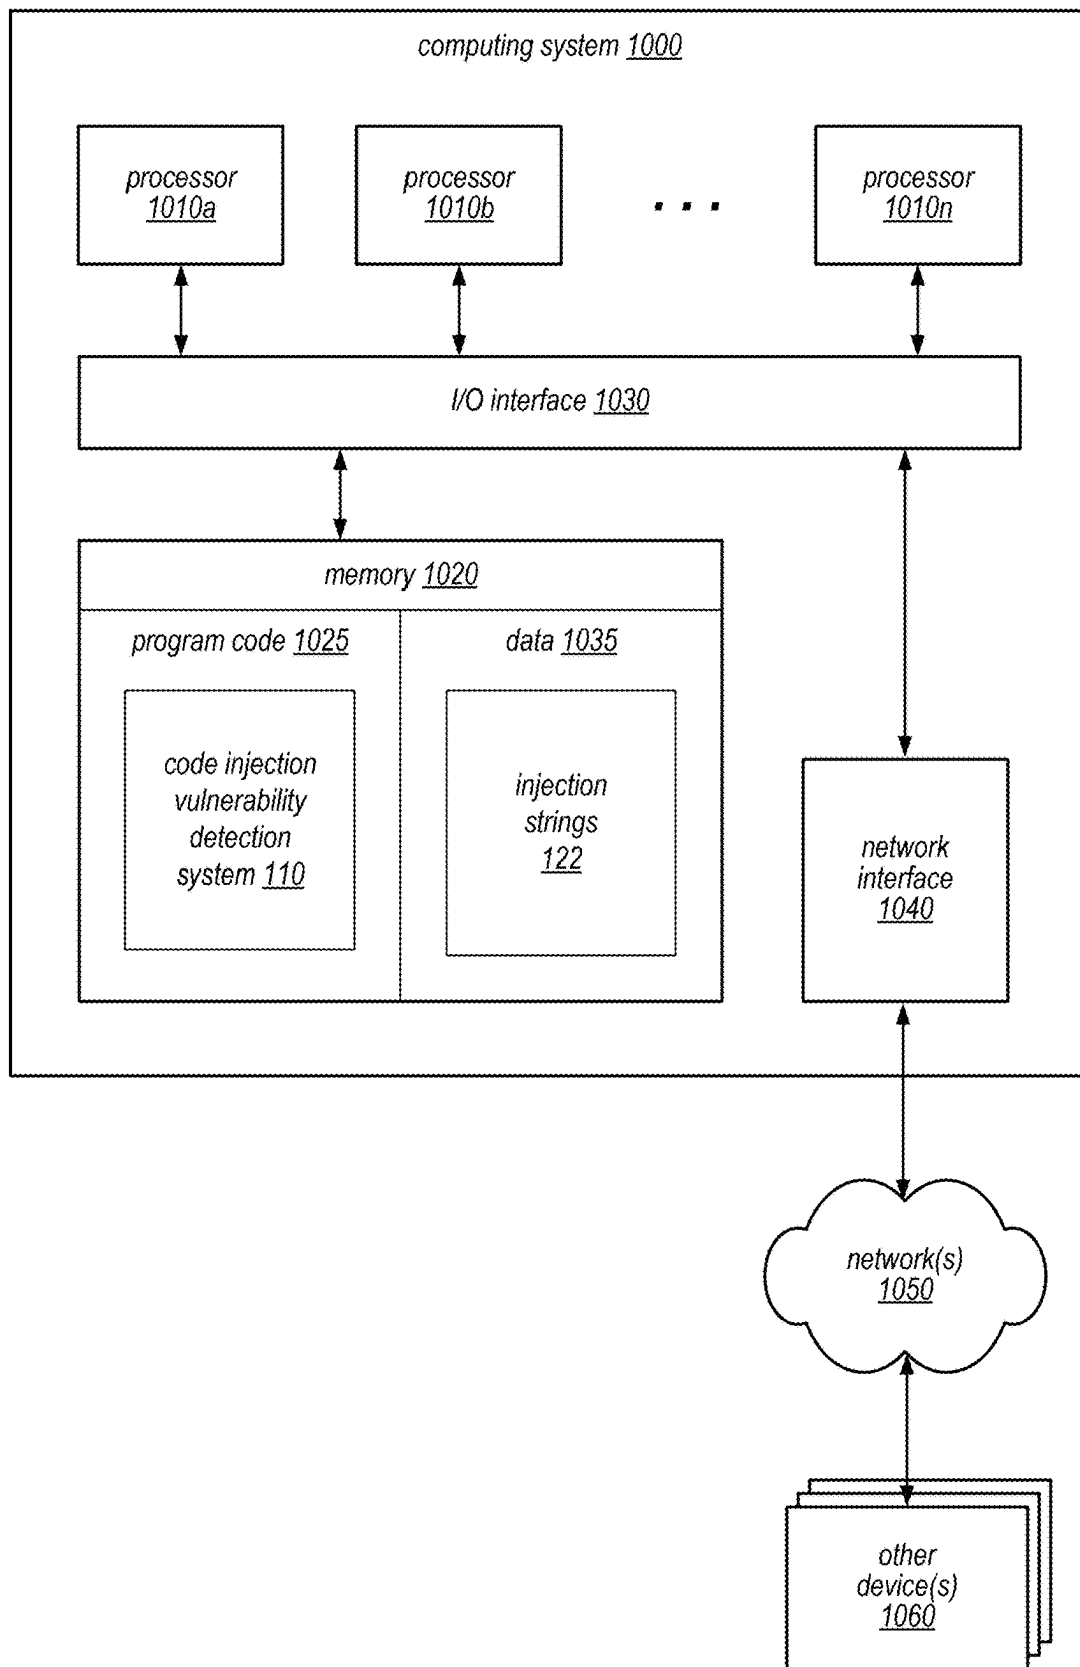 computing system 1000
processor
1010a
processor
1010b
. . .
processor
1010n
I/O interface 1030
memory 1020
program code 1025
data 1035
code injection
vulnerability
detection
system 110
injection
strings
122
network
interface
1040
network(s)
1050
other
device(s)
1060